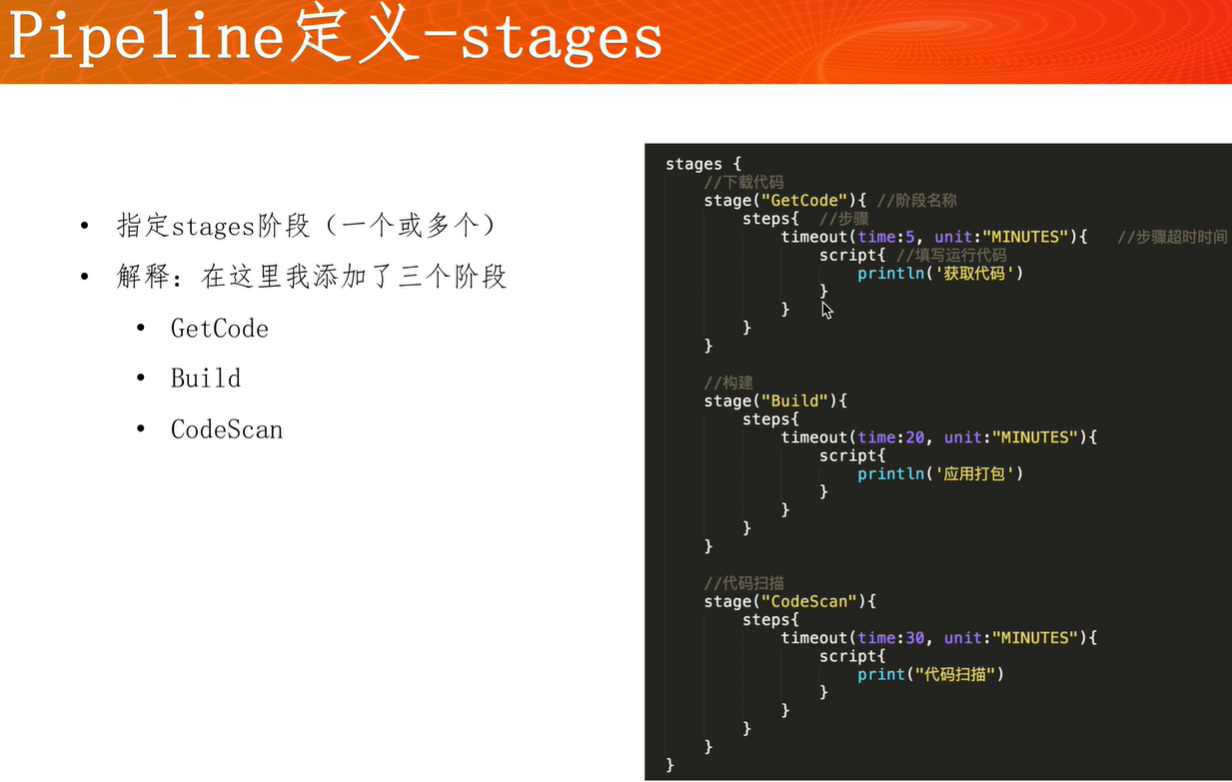 Pipeline定义-stages
• 指定stages阶段（一个或多个）
• 解释：在这里我添加了三个阶段
• GetCode
• Build
• CodeScan
stages {
//下载代码
stage("GetCode"){ //阶段名称
steps{ //步骤
timeout(time:5, unit:"MINUTES"){ //步骤超时时间
script{ //填写运行代码
println('获取代码')
}
}
}
}
//构建
stage("Build"){
steps{
timeout(time:20, unit:"MINUTES"){
script{
println('应用打包')
}
}
}
}
//代码扫描
stage("CodeScan"){
steps{
timeout(time:30, unit:"MINUTES"){
script{
print("代码扫描")
}
}
}
}
}